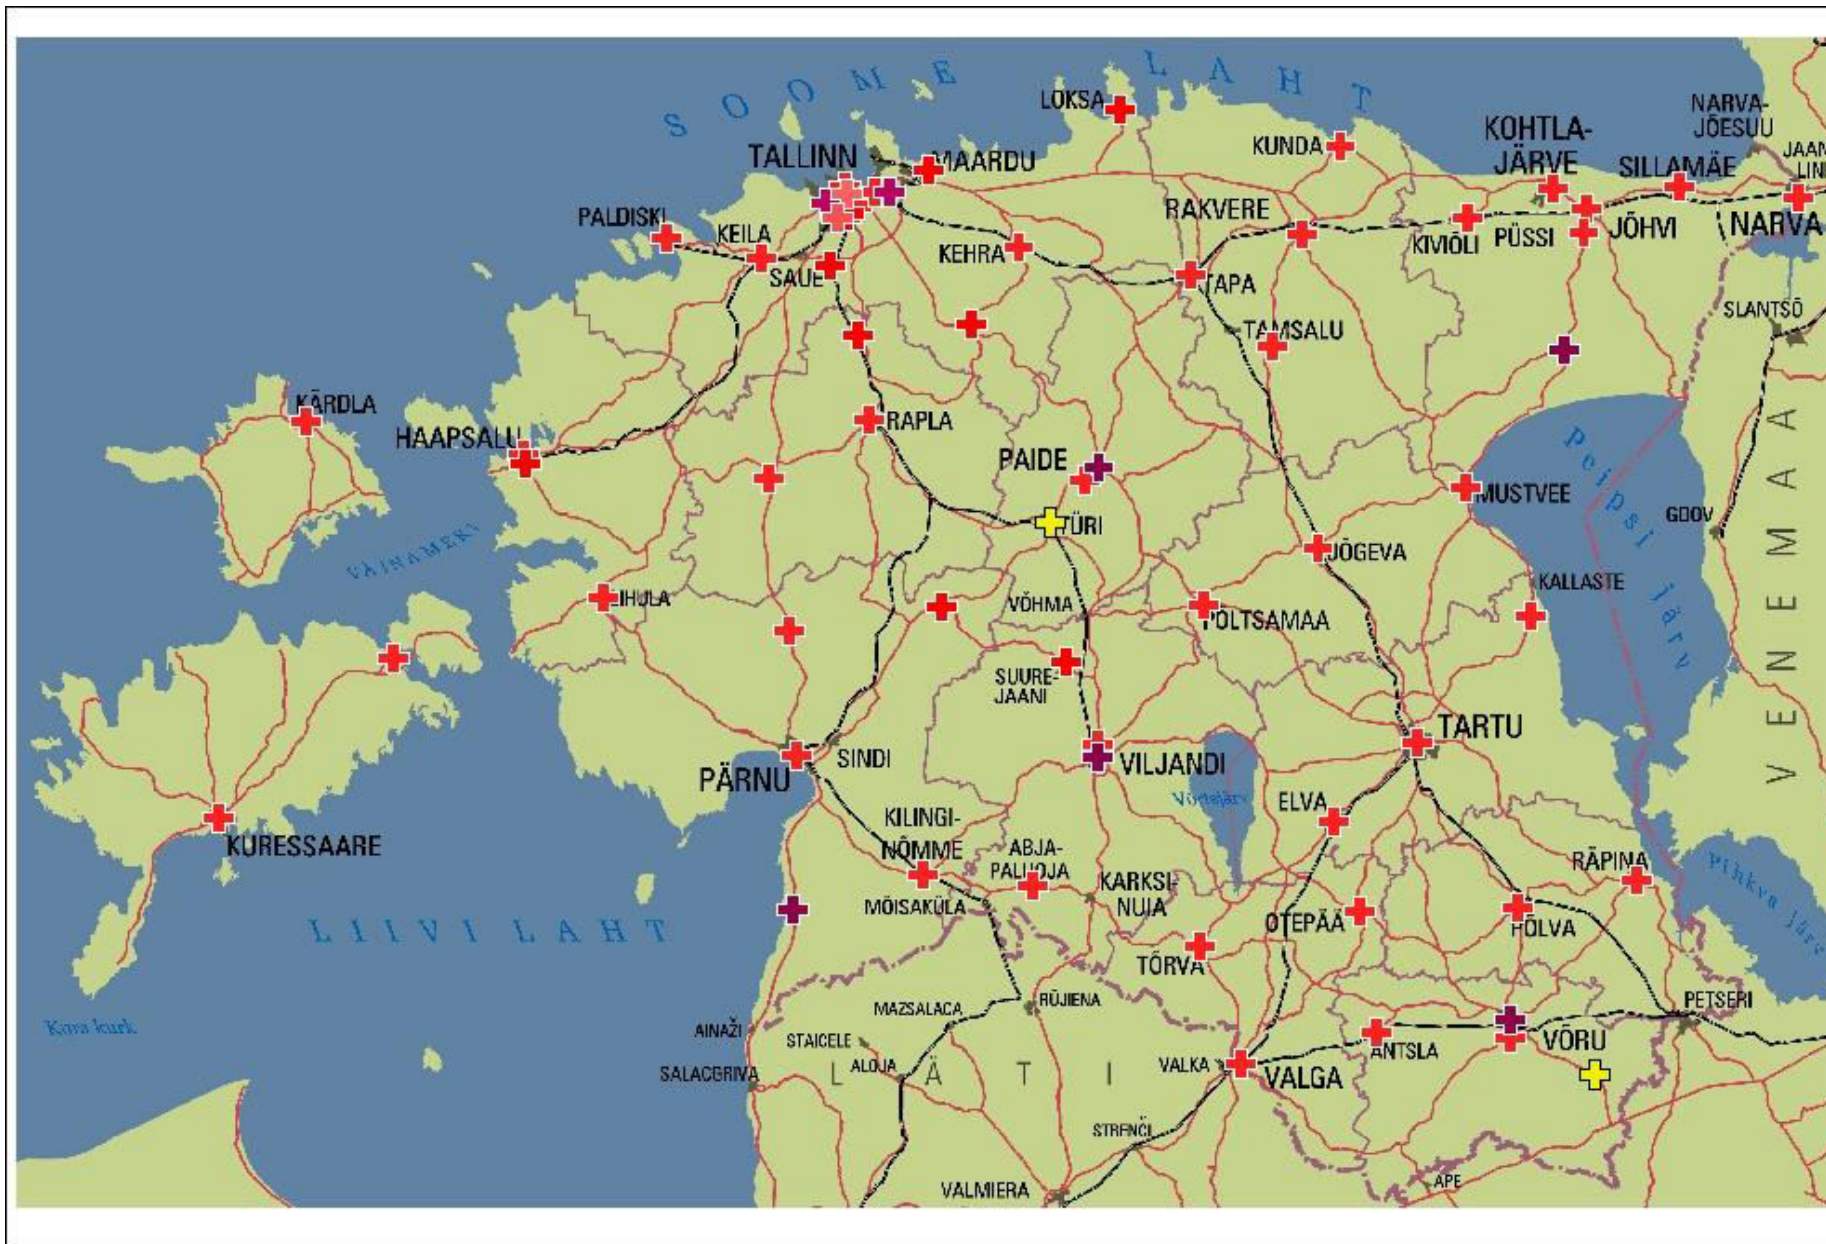 SOOME LAHT
LOKSA
NARVA-
JÕESUU
KOHTLA-
JÄRVE
KUNDA
TALLINN
MAARDU
SILLAMÄE
PALDISKI
KEILA
RAKVERE
KEHRA
KIVIÕLI
PÜSSI
JÕHVI
NARVA
SAUE
TAPA
TAMSALU
SLANTSÕ
KÄRDLA
HAAPSALU
RAPLA
PAIDE
MUSTVEE
Peipsi järv
VENEMAA
GDOV
TÜRI
VÄINAMERI
JÕGEVA
KALLASTE
LIHULA
VÕHMA
PÕLTSAMAA
SUURE-
JAANI
TARTU
SINDI
PÄRNU
VILJANDI
Võrtsjärv
ELVA
KURESSAARE
KILINGI-
NÕMME
ABJA-
PALUOJA
KARKSI-
NUIA
RÄPINA
Pihkva järv
MÕISAKÜLA
OTEPÄÄ
PÕLVA
LIIVI LAHT
TÕRVA
Kura kurk
MAZSALACA
RŪJIENA
PETSERI
AINAŽI
STAICELE
ANTSLA
VÕRU
SALACGRIVA
ALOJA
LÄTI
VALKA
VALGA
STRENČI
VALMIERA
APE